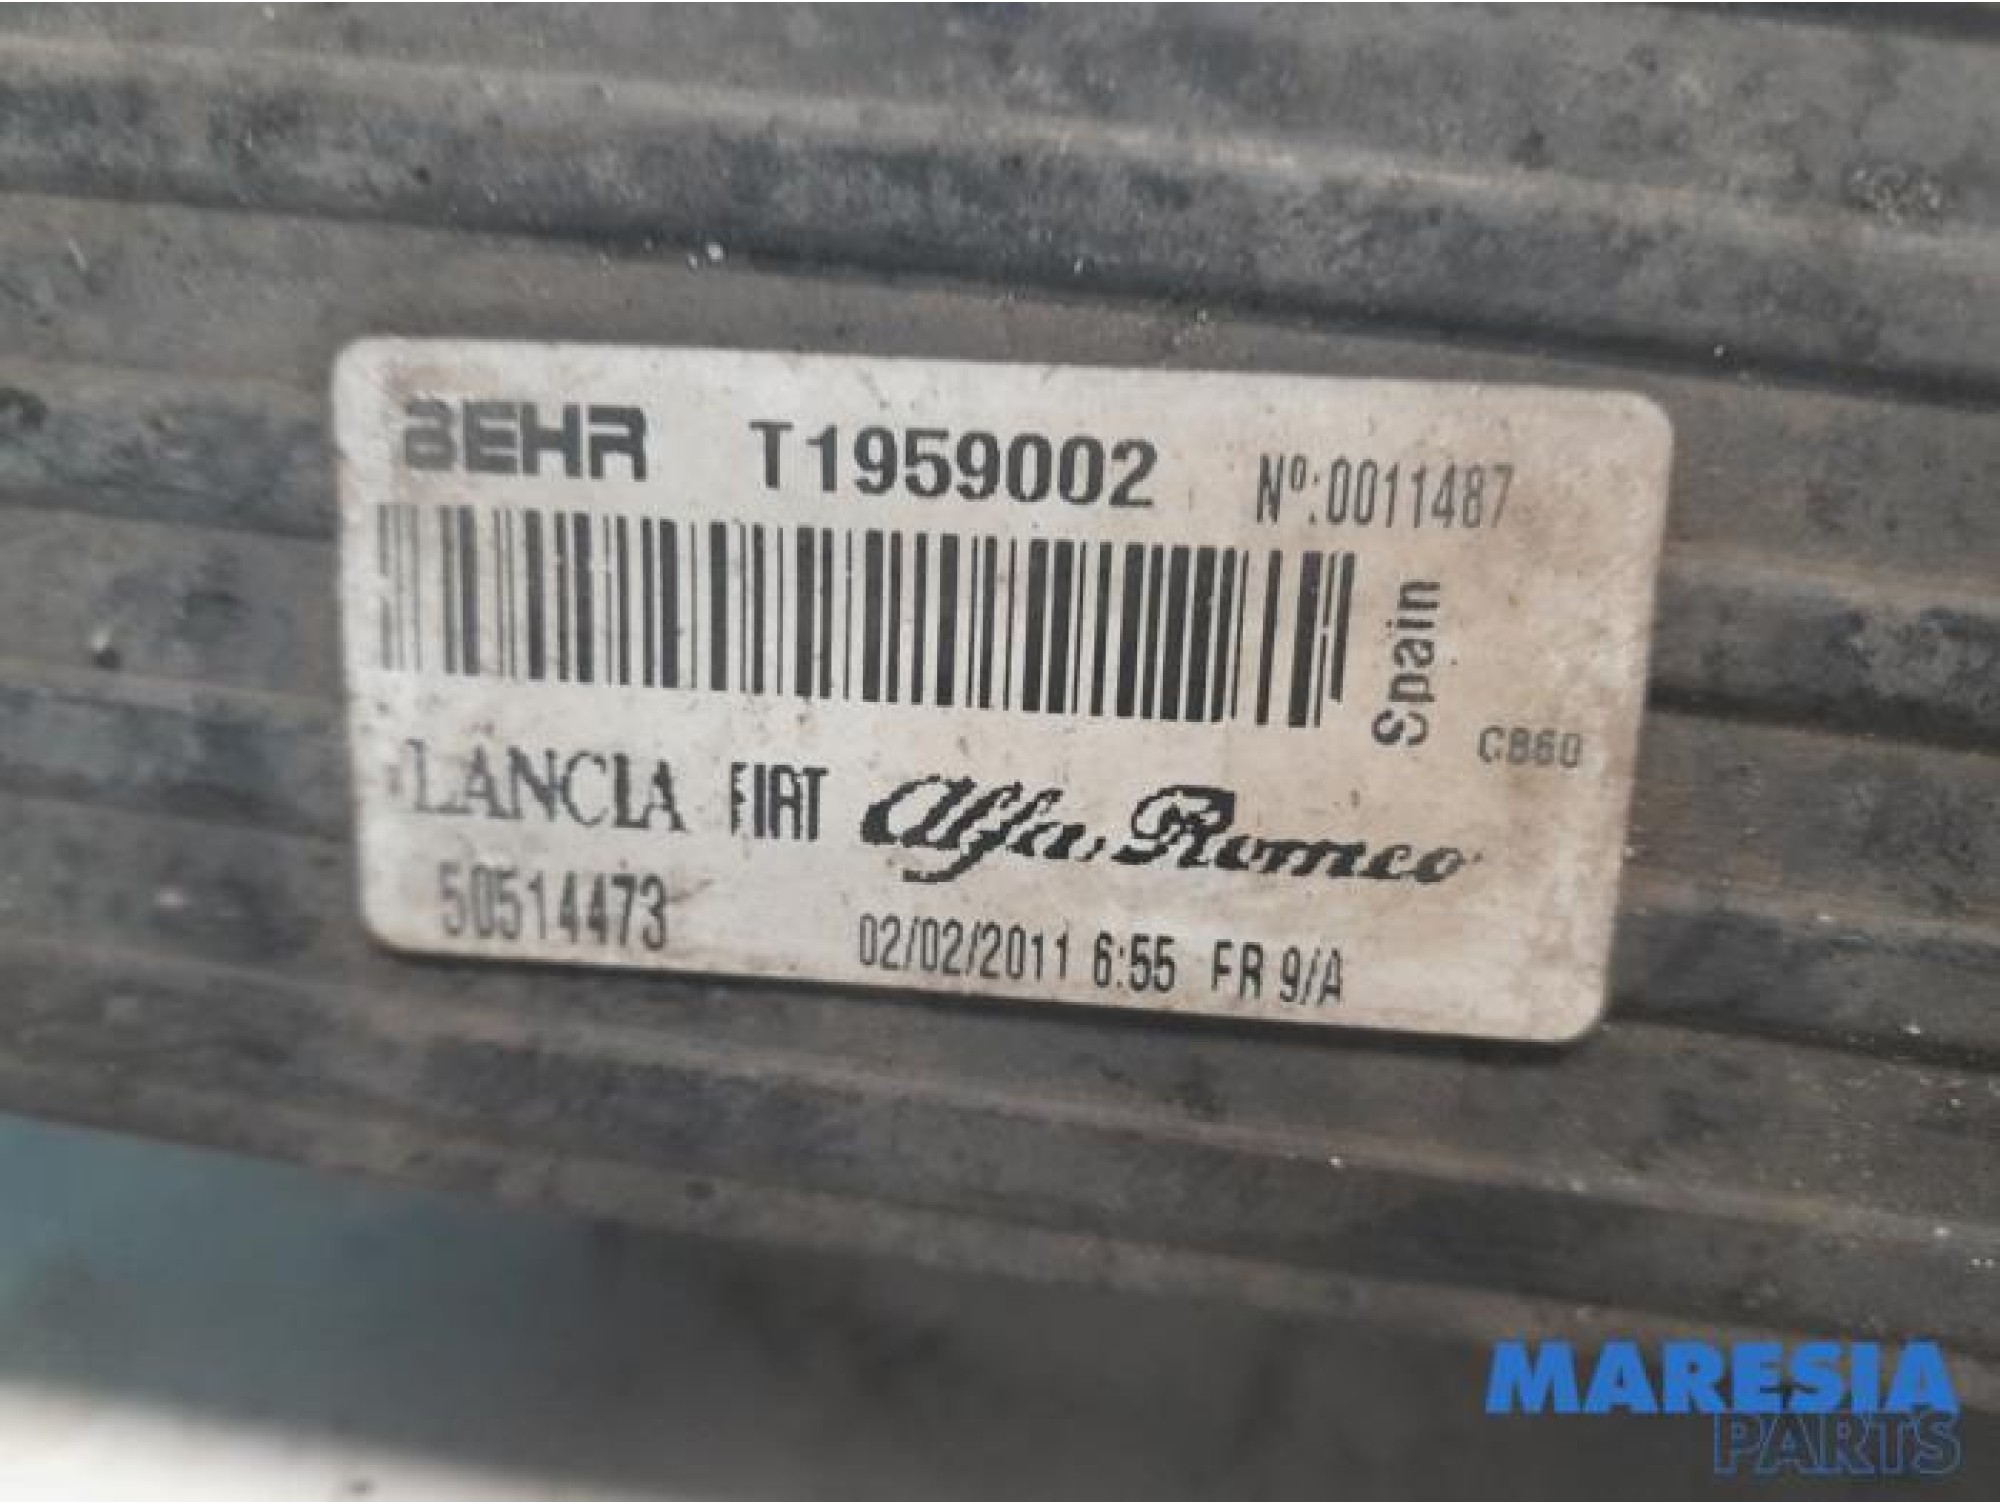 BEHR T1959002 Nº:0011487
Spain
CB60
LANCIA FIAT Alfa Romeo
50514473 02/02/2011 6:55 FR 9/A
MARESIA
PARTS